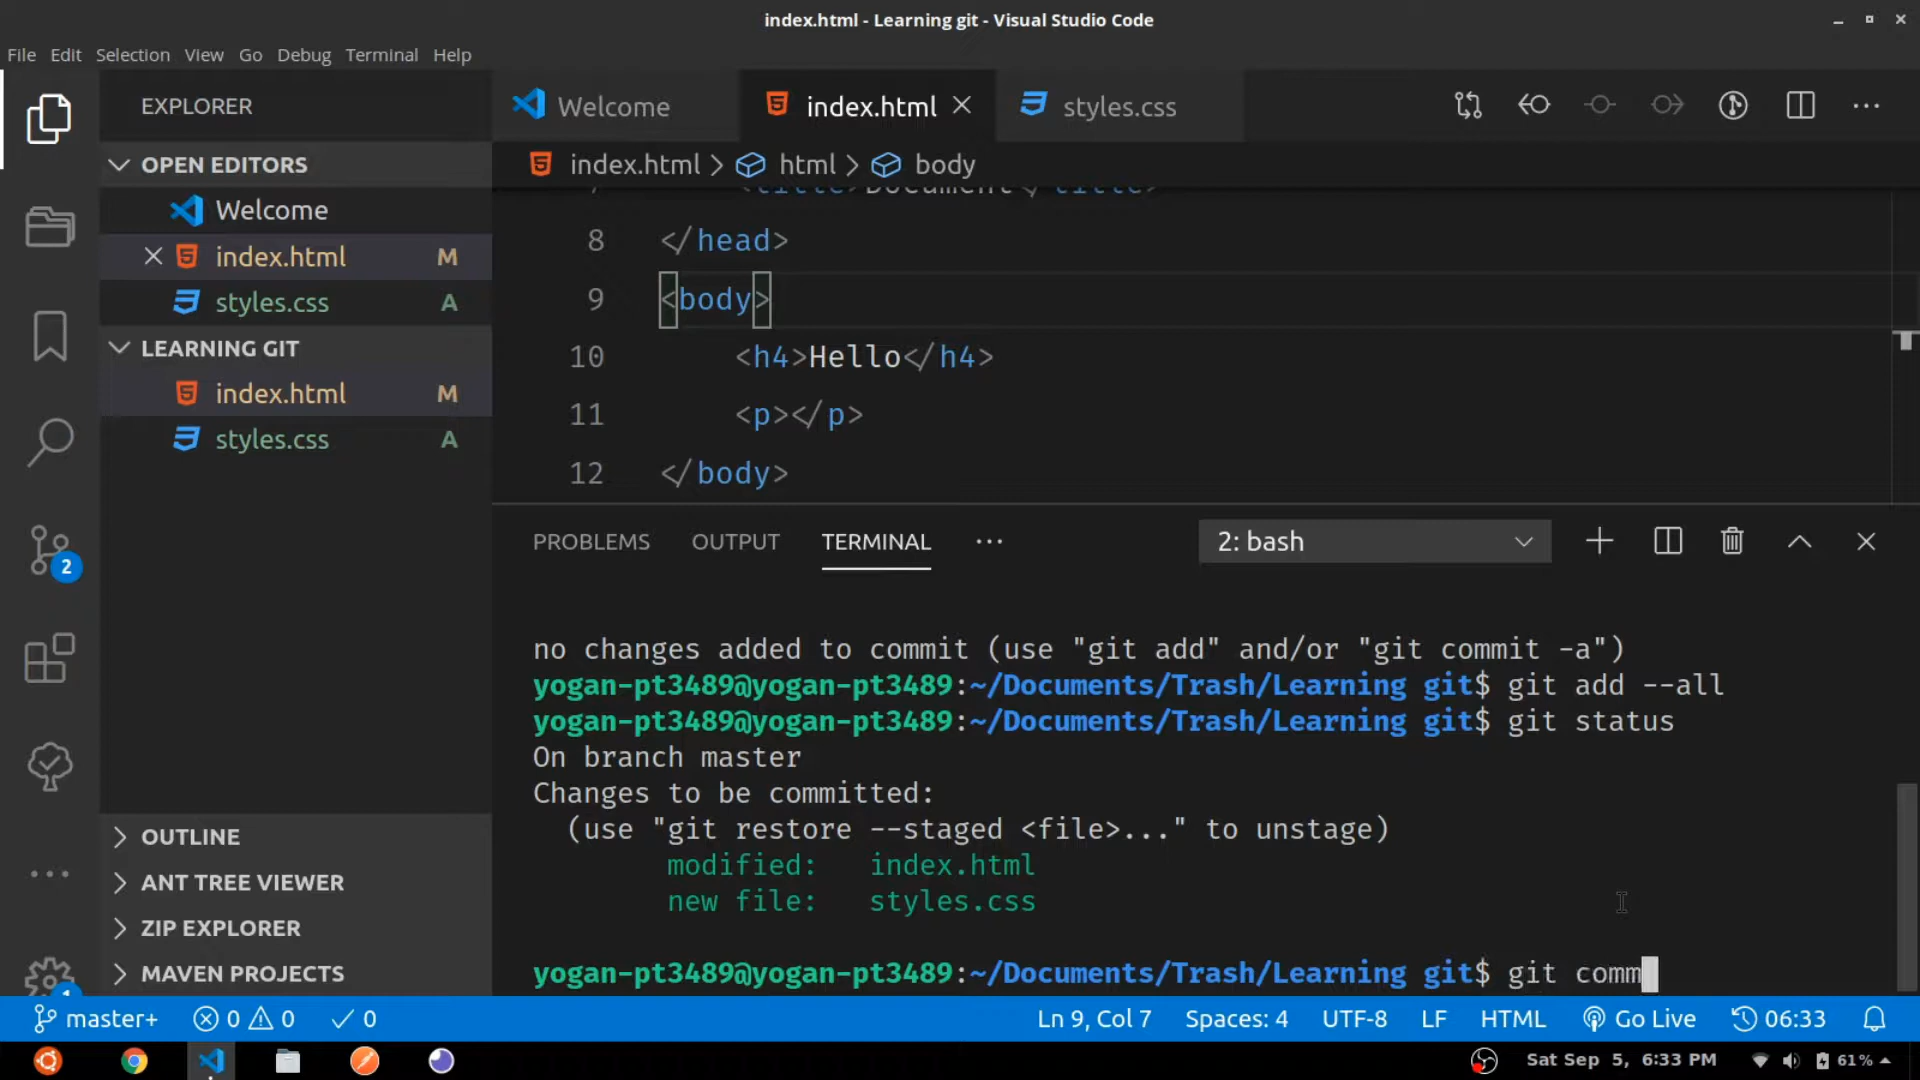 index.html - Learning git - Visual Studio Code
File Edit Selection View Go Debug Terminal Help
EXPLORER
Welcome
index.html
styles.css
OPEN EDITORS
index.html > html > body
Welcome
index.html M
styles.css A
LEARNING GIT
index.html M
styles.css A
OUTLINE
ANT TREE VIEWER
ZIP EXPLORER
MAVEN PROJECTS
2
1
7 <title>Document</title>
8 </head>
9 <body>
10 <h4>Hello</h4>
11 <p></p>
12 </body>
PROBLEMS OUTPUT TERMINAL ··· 2: bash
no changes added to commit (use "git add" and/or "git commit -a")
yogan-pt3489@yogan-pt3489:~/Documents/Trash/Learning git$ git add --all
yogan-pt3489@yogan-pt3489:~/Documents/Trash/Learning git$ git status
On branch master
Changes to be committed:
(use "git restore --staged <file>..." to unstage)
modified: index.html
new file: styles.css
yogan-pt3489@yogan-pt3489:~/Documents/Trash/Learning git$ git comm
master+ 0 0 0 Ln 9, Col 7 Spaces: 4 UTF-8 LF HTML Go Live 06:33
Sat Sep 5, 6:33 PM 61%